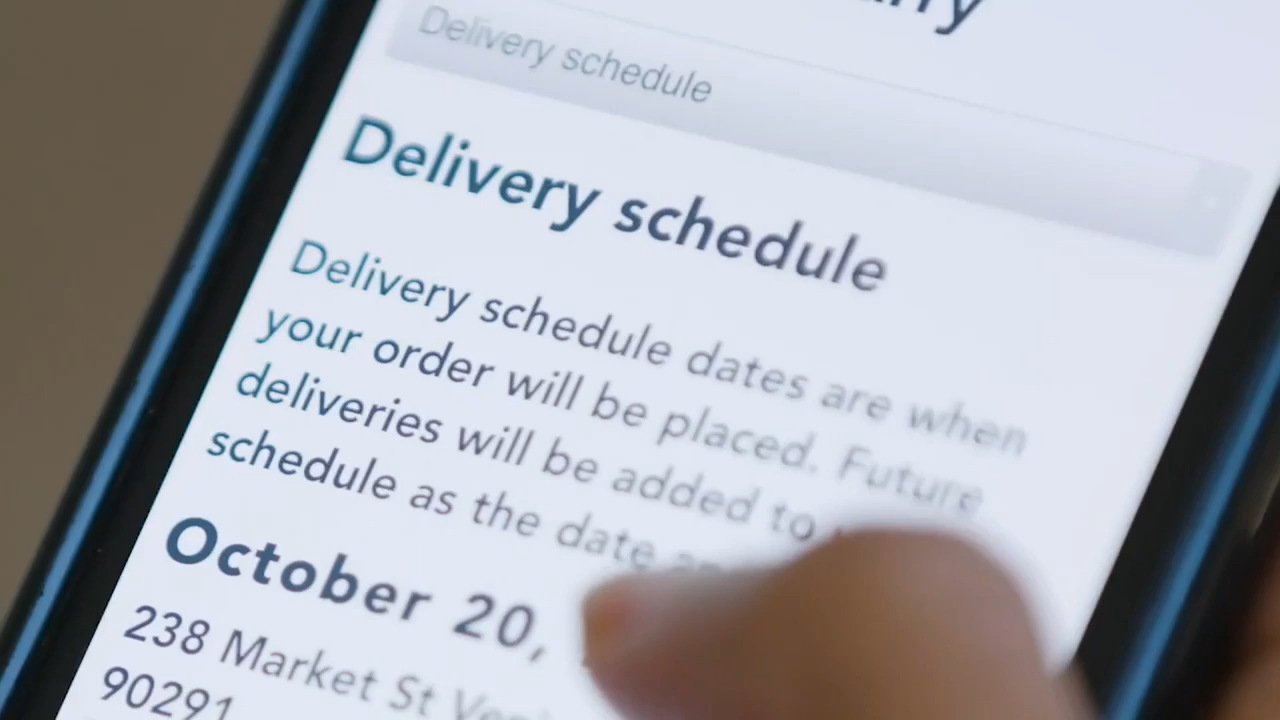 Delivery schedule
Delivery schedule
Delivery schedule dates are when
your order will be placed. Future
deliveries will be added to
schedule as the date
October 20,
238 Market St
90291